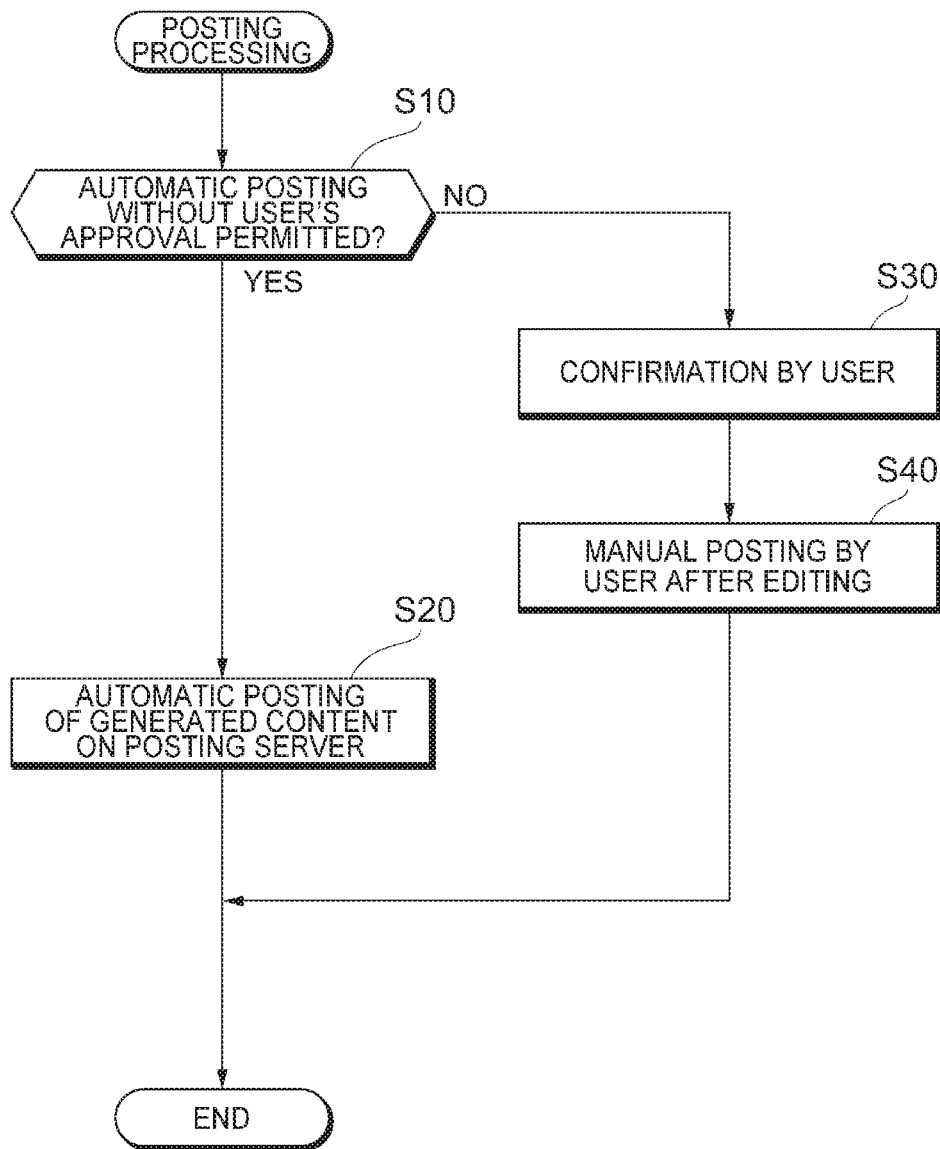 POSTING
PROCESSING
S10
AUTOMATIC POSTING
WITHOUT USER'S
APPROVAL PERMITTED?
NO
YES
S30
CONFIRMATION BY USER
S40
MANUAL POSTING BY
USER AFTER EDITING
S20
AUTOMATIC POSTING
OF GENERATED CONTENT
ON POSTING SERVER
END